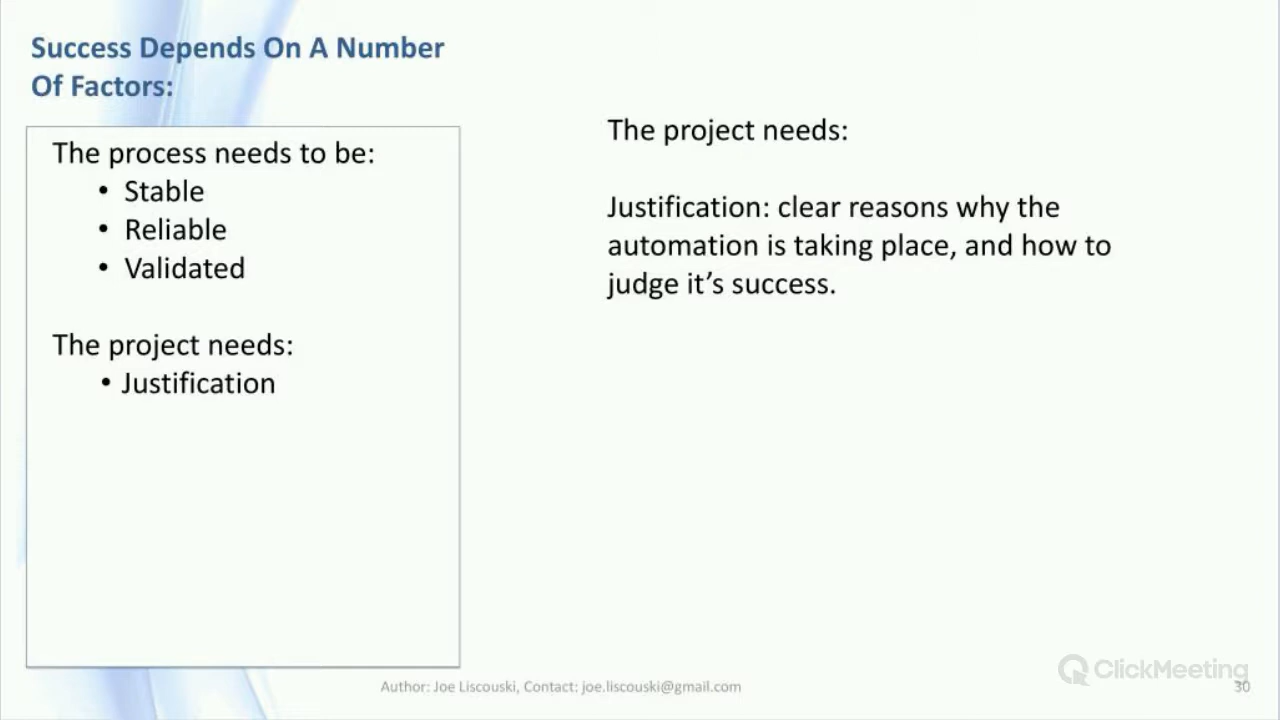 Success Depends On A Number
Of Factors:
The process needs to be:
• Stable
• Reliable
• Validated
The project needs:
• Justification
The project needs:
Justification: clear reasons why the
automation is taking place, and how to
judge it’s success.
ClickMeeting
Author: Joe Liscouski, Contact: joe.liscouski@gmail.com
30